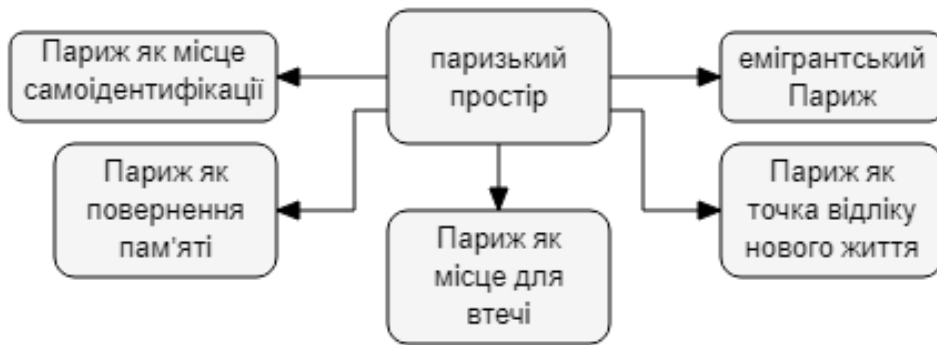 Париж як місце
самоідентифікації
паризький
простір
емігрантський
Париж
Париж як
повернення
пам'яті
Париж як
місце для
втечі
Париж як
точка відліку
нового життя